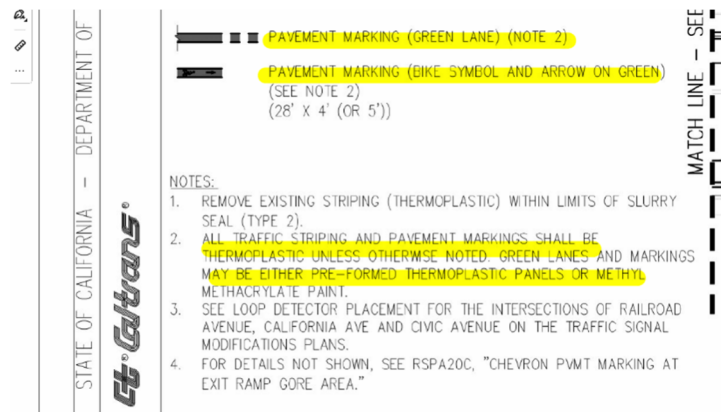 PAVEMENT MARKING (GREEN LANE) (NOTE 2)
PAVEMENT MARKING (BIKE SYMBOL AND ARROW ON GREEN)
(SEE NOTE 2)
(28' X 4' (OR 5'))
NOTES:
1. REMOVE EXISTING STRIPING (THERMOPLASTIC) WITHIN LIMITS OF SLURRY
SEAL (TYPE 2).
2. ALL TRAFFIC STRIPING AND PAVEMENT MARKINGS SHALL BE
THERMOPLASTIC UNLESS OTHERWISE NOTED. GREEN LANES AND MARKINGS
MAY BE EITHER PRE-FORMED THERMOPLASTIC PANELS OR METHYL
METHACRYLATE PAINT.
3. SEE LOOP DETECTOR PLACEMENT FOR THE INTERSECTIONS OF RAILROAD
AVENUE, CALIFORNIA AVE AND CIVIC AVENUE ON THE TRAFFIC SIGNAL
MODIFICATIONS PLANS.
4. FOR DETAILS NOT SHOWN, SEE RSPA20C, "CHEVRON PVMT MARKING AT
EXIT RAMP GORE AREA."
STATE OF CALIFORNIA - DEPARTMENT OF
Ct Caltrans
MATCH LINE - SEE